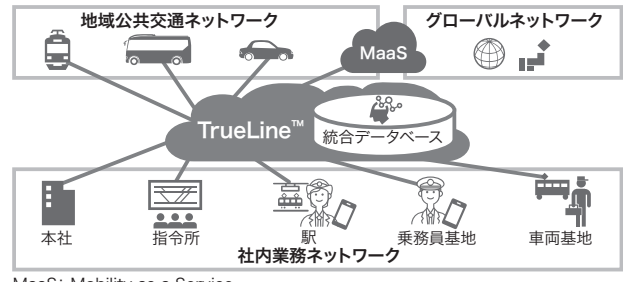 地域公共交通ネットワーク
グローバルネットワーク
MaaS
TrueLine™
統合データベース
本社
指令所
駅
乗務員基地
車両基地
社内業務ネットワーク
MaaS: Mobility as a Service